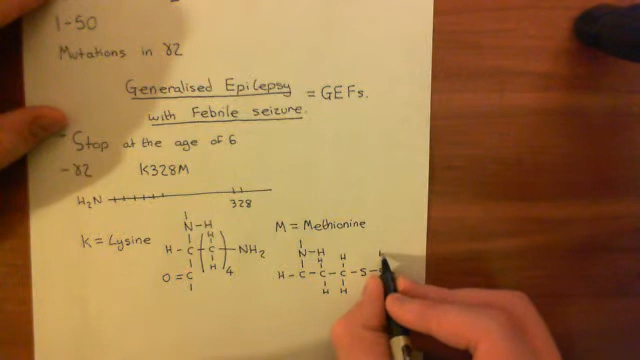 1-50
Mutations in γ2
Generalised Epilepsy
with Febrile seizure. = GEFs.
- Stop at the age of 6
- γ2 K328M
H₂N 328
K = Lysine
N-H
H
H-C-(C)-NH₂
H 4
O=C
M = Methionine
N-H
H H
H-C-C-C-S-
H H